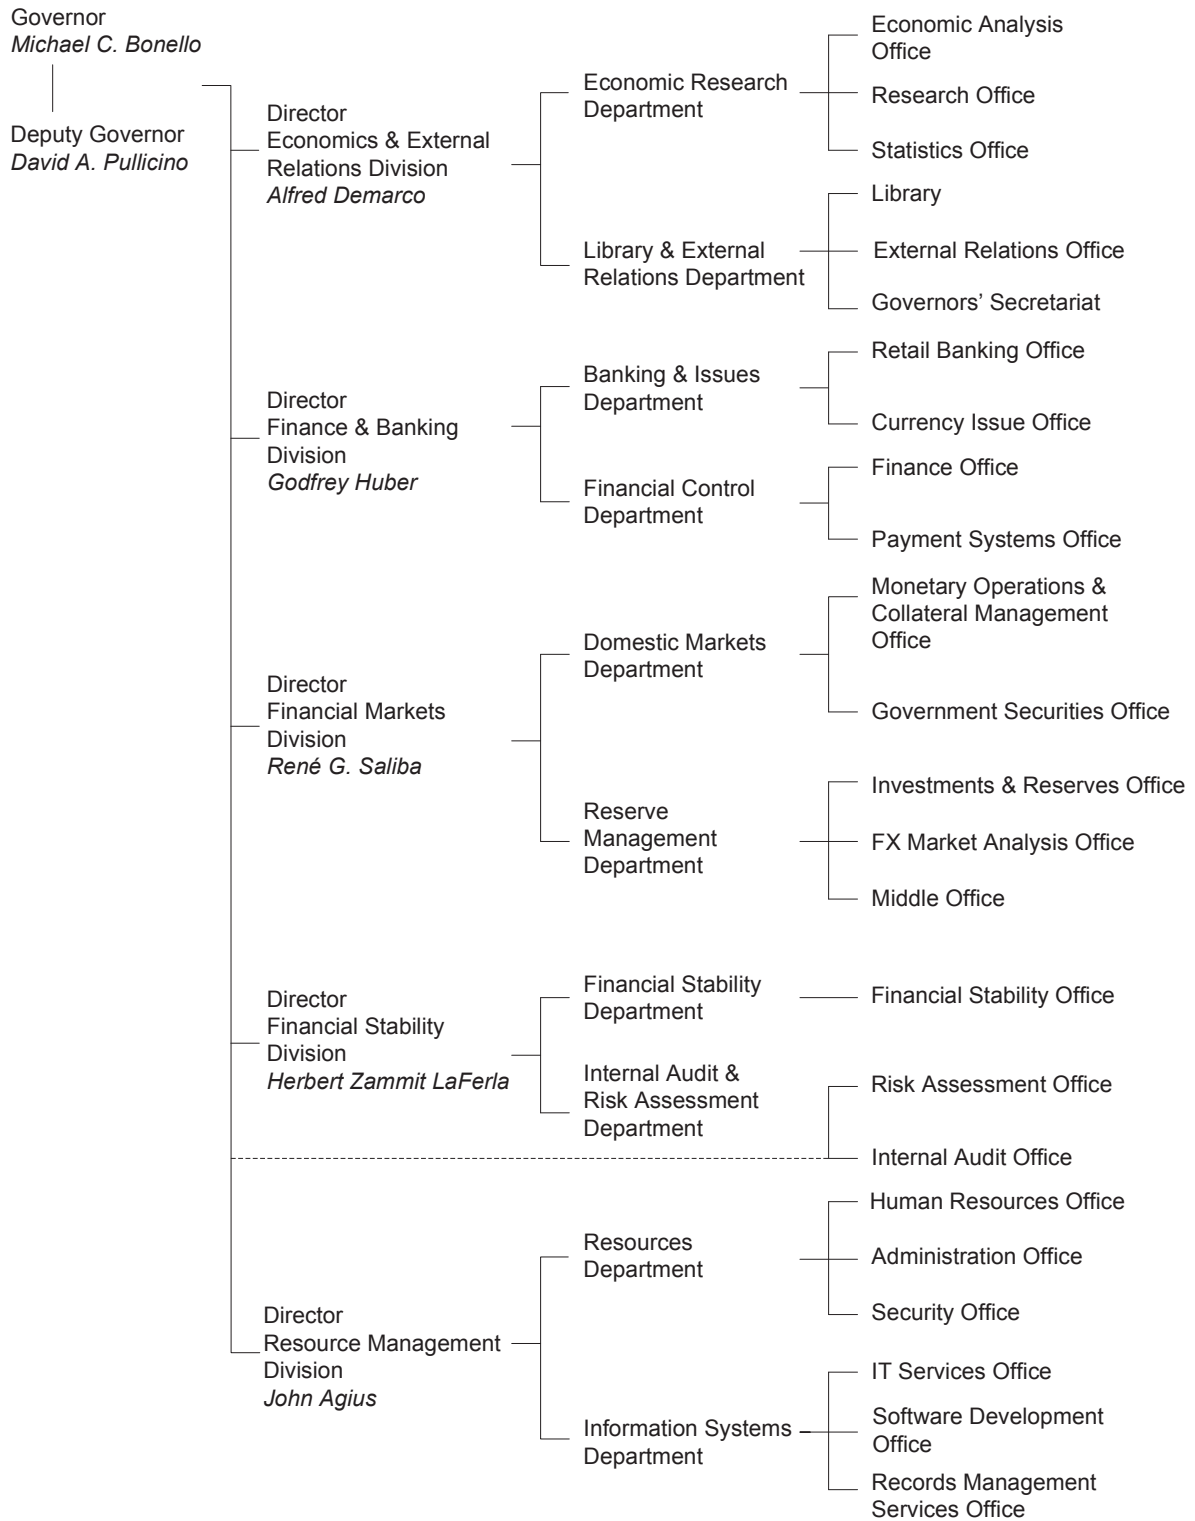 Governor
Michael C. Bonello
Deputy Governor
David A. Pullicino
Director
Economics & External
Relations Division
Alfred Demarco
Economic Research
Department
Economic Analysis
Office
Research Office
Statistics Office
Library & External
Relations Department
Library
External Relations Office
Governors’ Secretariat
Director
Finance & Banking
Division
Godfrey Huber
Banking & Issues
Department
Retail Banking Office
Currency Issue Office
Financial Control
Department
Finance Office
Payment Systems Office
Director
Financial Markets
Division
René G. Saliba
Domestic Markets
Department
Monetary Operations &
Collateral Management
Office
Government Securities Office
Reserve
Management
Department
Investments & Reserves Office
FX Market Analysis Office
Middle Office
Director
Financial Stability
Division
Herbert Zammit LaFerla
Financial Stability
Department
Financial Stability Office
Internal Audit &
Risk Assessment
Department
Risk Assessment Office
Internal Audit Office
Director
Resource Management
Division
John Agius
Resources
Department
Human Resources Office
Administration Office
Security Office
Information Systems
Department
IT Services Office
Software Development
Office
Records Management
Services Office